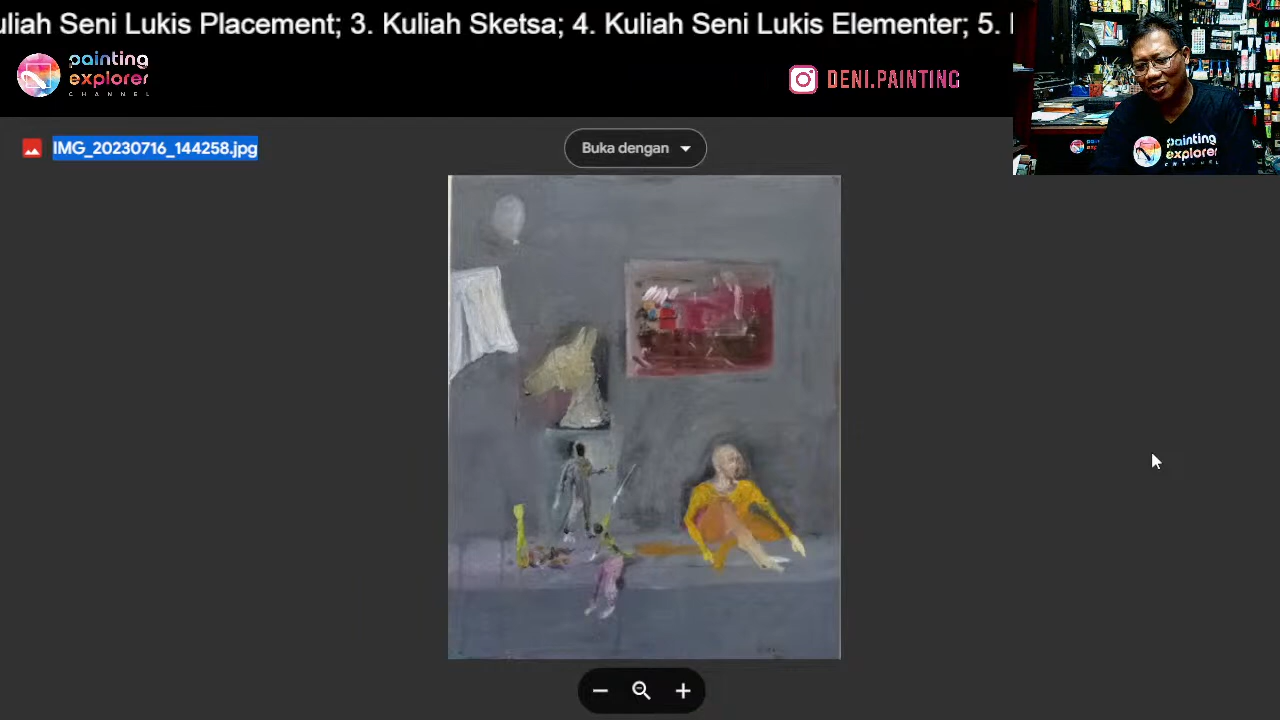 uliah Seni Lukis Placement; 3. Kuliah Sketsa; 4. Kuliah Seni Lukis Elementer; 5.
painting
explorer
CHANNEL
DENI.PAINTING
painting
explorer
CHANNEL
IMG_20230716_144258.jpg
Buka dengan